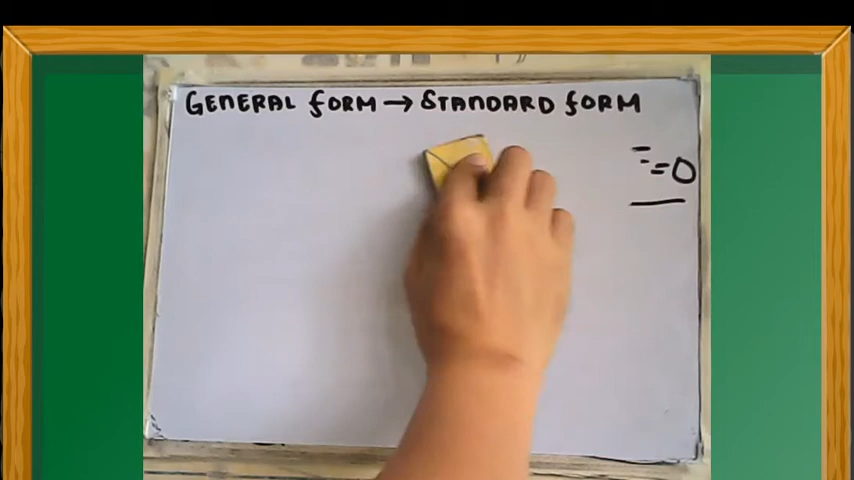 GENERAL FORM → STANDARD FORM
= 0